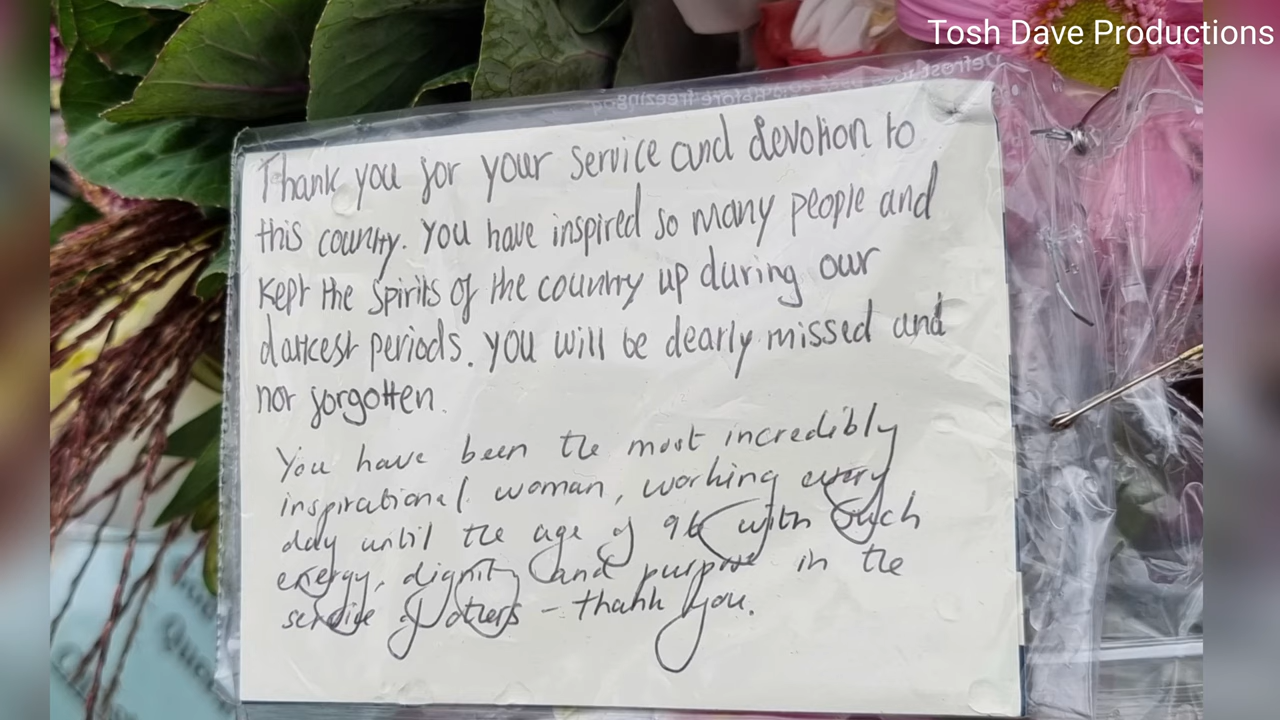 Tosh Dave Productions
Defrost
before freezing
Thank you for your service and devotion to
this country. You have inspired so many people and
kept the spirits of the country up during our
darkest periods. You will be dearly missed and
not forgotten.
You have been the most incredibly
inspirational woman, working every
day until the age of 96 with such
energy, dignity and purpose in the
service of others – thank you.